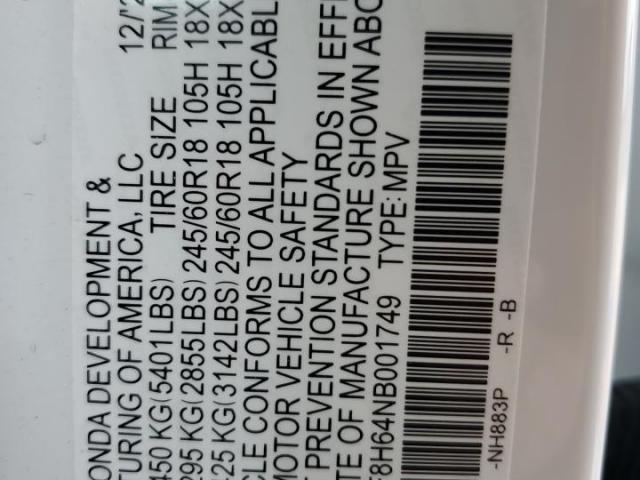 ONDA DEVELOPMENT & 12/2
TURING OF AMERICA, LLC
450 KG(5401LBS) TIRE SIZE RIM
295 KG(2855LBS) 245/60R18 105H 18X
425 KG(3142LBS) 245/60R18 105H 18X
CLE CONFORMS TO ALL APPLICABL
MOTOR VEHICLE SAFETY
T PREVENTION STANDARDS IN EFF
TE OF MANUFACTURE SHOWN ABO
F8H64NB001749 TYPE:MPV
-NH883P -R -B